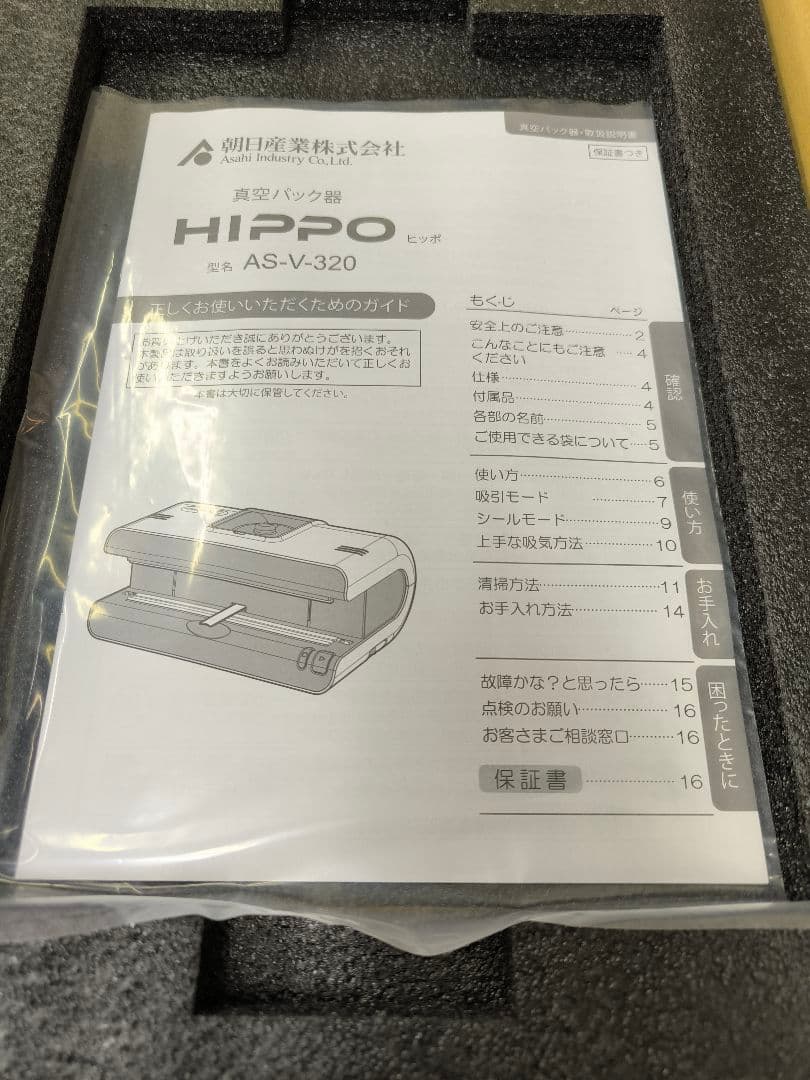 真空パック器・取扱説明書
保証書つき
朝日産業株式会社
Asahi Industry Co.,Ltd.
真空パック器
HIPPO ヒッポ
型名 AS-V-320
正しくお使いいただくためのガイド
お買い上げいただき誠にありがとうございます。
本製品は取り扱いを誤ると思わぬけがを招くおそれ
があります。本書をよくお読みいただいて正しくお
使いいただきますようお願いします。
本書は大切に保管してください。
もくじ ページ
安全上のご注意 2
こんなことにもご注意 4
ください
仕様 4
付属品 4
各部の名前 5
ご使用できる袋について 5
確認
使い方 6
吸引モード 7
シールモード 9
上手な吸気方法 10
使い方
清掃方法 11
お手入れ方法 14
お手入れ
故障かな?と思ったら 15
点検のお願い 16
お客さまご相談窓口 16
保証書 16
困ったときに